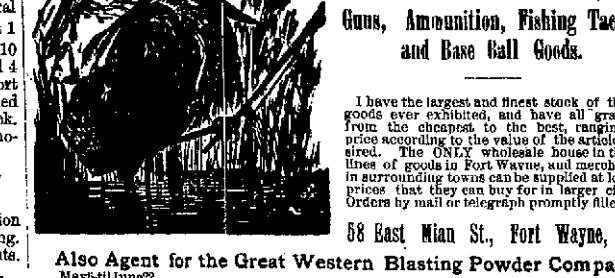 Guns, Ammunition, Fishing Tac
and Base Ball Goods.
I have the largest and finest stock of th
goods ever exhibited, and have all gra
from the cheapest to the best, rangin
price according to the value of the article
sired. The ONLY wholesale house in t
lines of goods in Fort Wayne, and merch
in surrounding towns can be supplied at lo
prices that they can buy for in larger ci
Orders by mail or telegraph promptly fille
58 East Mian St., Fort Wayne,
Also Agent for the Great Western Blasting Powder Compa